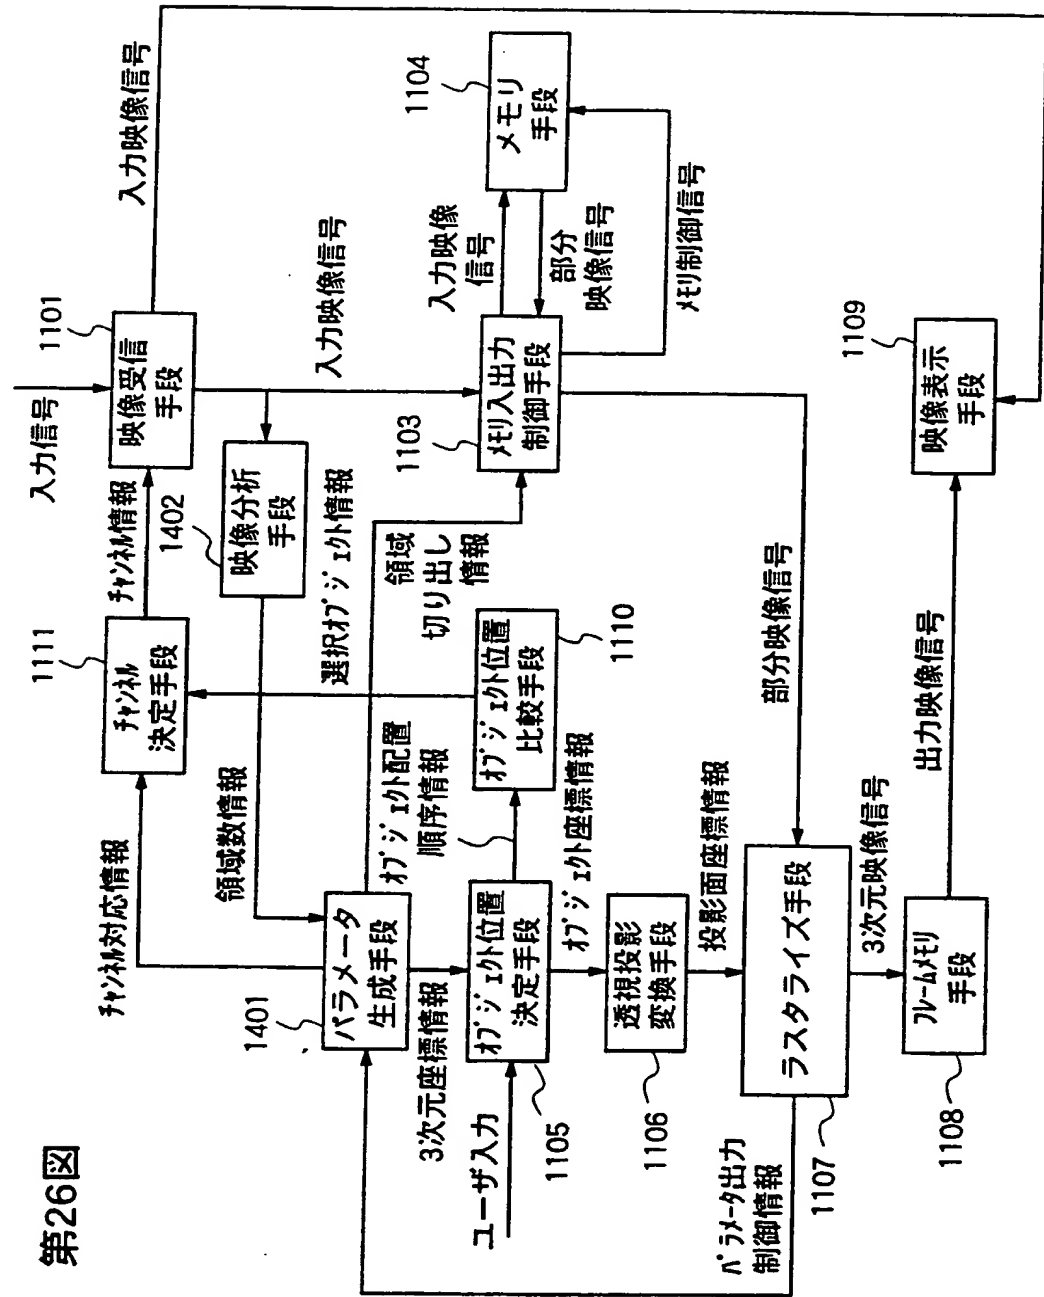 第26図
入力信号
1101
映像受信
手段
入力映像信号
チャンネル情報
1111
チャンネル
決定手段
チャンネル対応情報
1402
映像分析
手段
領域数情報
選択オブジェクト情報
入力映像信号
1104
メモリ
手段
入力映像
信号
部分
映像信号
メモリ制御信号
1103
メモリ入出力
制御手段
領域
切り出し
情報
1401
パラメータ
生成手段
オブジェクト配置
順序情報
1110
オブジェクト位置
比較手段
3次元座標情報
オブジェクト位置
決定手段
1105
ユーザ入力
オブジェクト座標情報
透視投影
変換手段
1106
投影面座標情報
部分映像信号
ラスタライズ手段
1107
パラメータ出力
制御情報
3次元映像信号
フレームメモリ
手段
1108
出力映像信号
1109
映像表示
手段